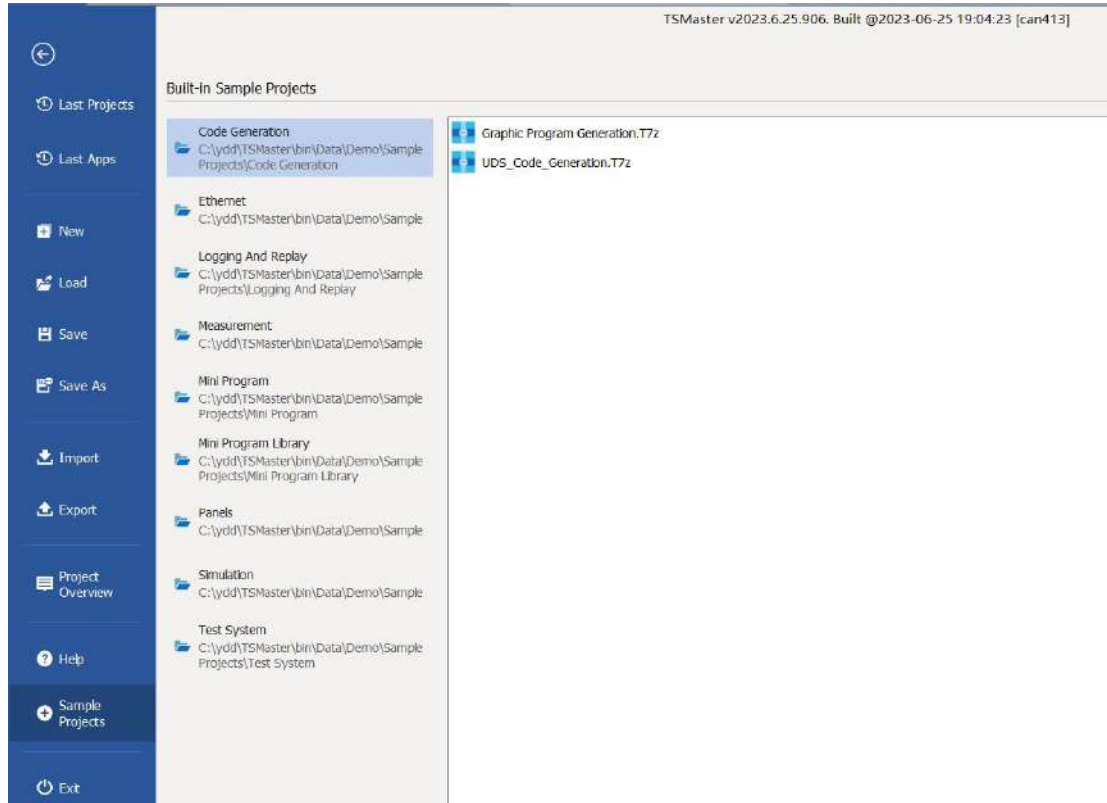 TSMaster v2023.6.25.906. Built @2023-06-25 19:04:23 [can413]
Last Projects
Last Apps
New
Load
Save
Save As
Import
Export
Project
Overview
Help
Sample
Projects
Exit
Built-in Sample Projects
Code Generation
C:\ydd\TSMaster\bin\Data\Demo\Sample
Projects\Code Generation
Ethernet
C:\ydd\TSMaster\bin\Data\Demo\Sample
Logging And Replay
C:\ydd\TSMaster\bin\Data\Demo\Sample
Projects\Logging And Replay
Measurement
C:\ydd\TSMaster\bin\Data\Demo\Sample
Mini Program
C:\ydd\TSMaster\bin\Data\Demo\Sample
Projects\Mini Program
Mini Program Library
C:\ydd\TSMaster\bin\Data\Demo\Sample
Projects\Mini Program Library
Panels
C:\ydd\TSMaster\bin\Data\Demo\Sample
Simulation
C:\ydd\TSMaster\bin\Data\Demo\Sample
Test System
C:\ydd\TSMaster\bin\Data\Demo\Sample
Projects\Test System
Graphic Program Generation.T7z
UDS_Code_Generation.T7z